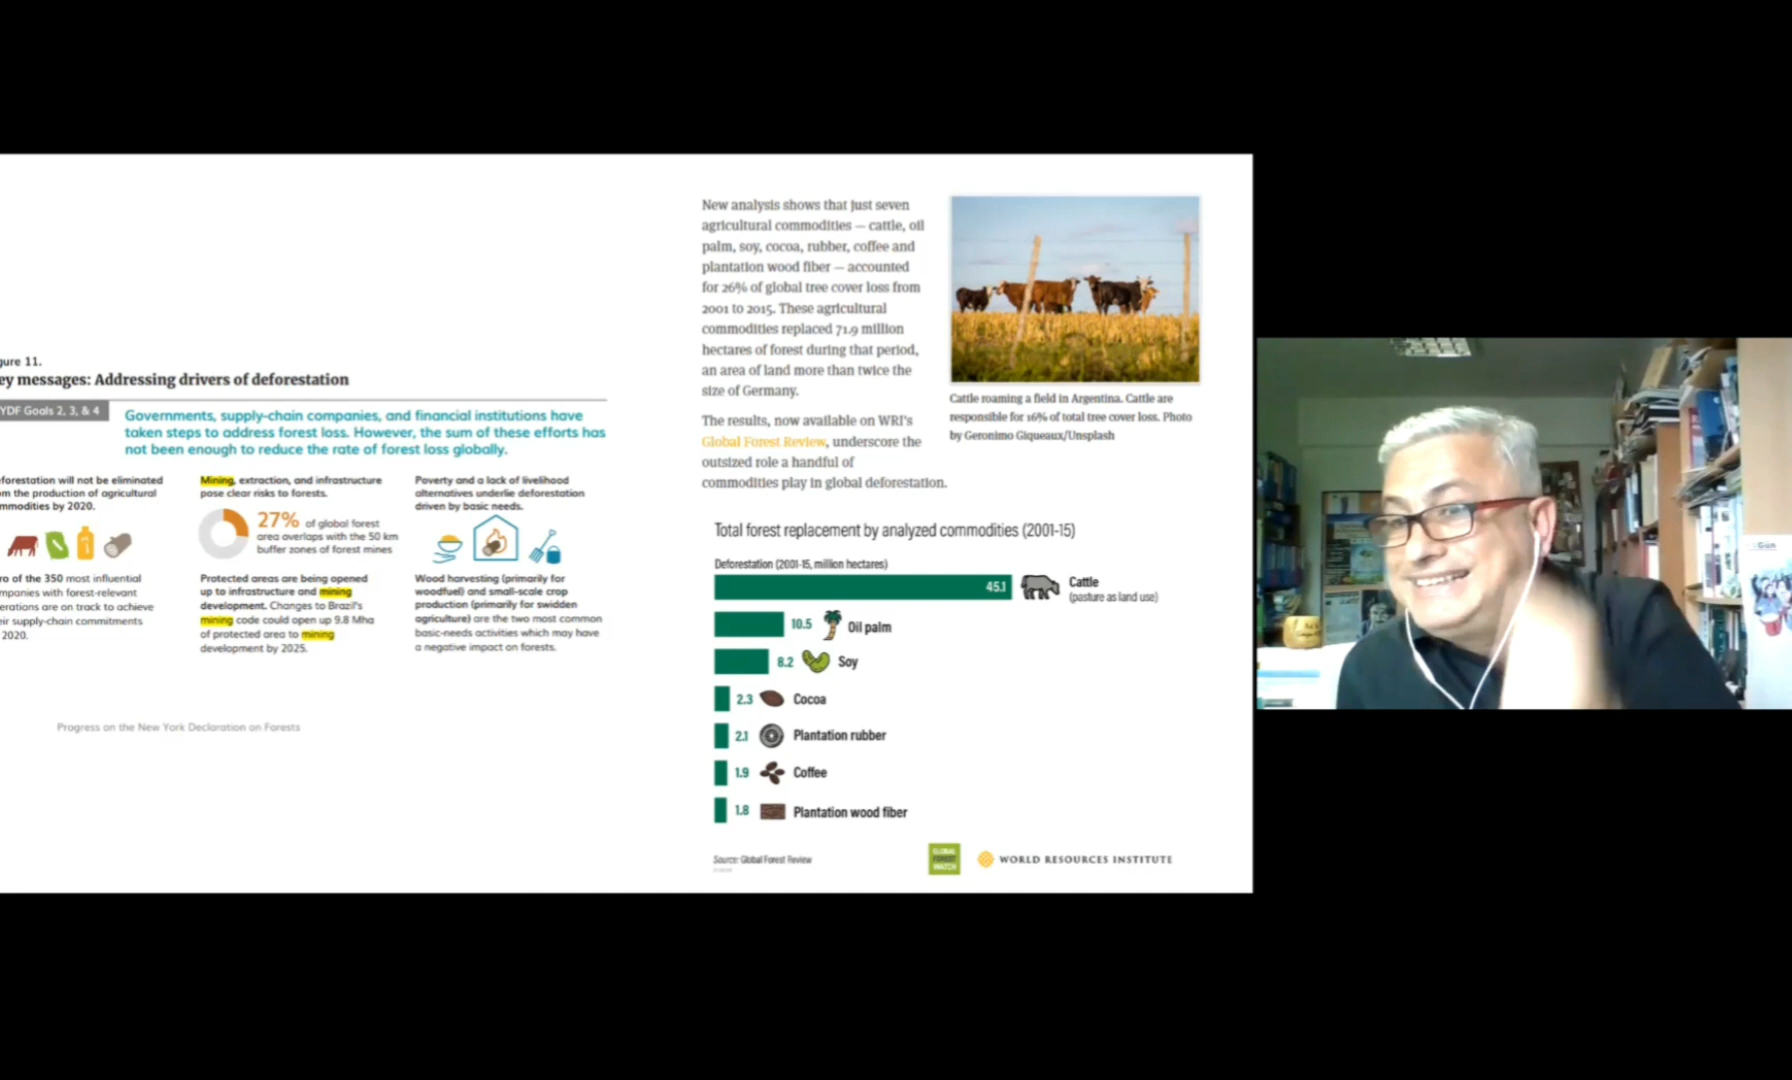 gure 11.
ey messages: Addressing drivers of deforestation
YDF Goals 2, 3, & 4
Governments, supply-chain companies, and financial institutions have
taken steps to address forest loss. However, the sum of these efforts has
not been enough to reduce the rate of forest loss globally.
forestation will not be eliminated
om the production of agricultural
mmodities by 2020.
ro of the 350 most influential
mpanies with forest-relevant
erations are on track to achieve
eir supply-chain commitments
2020.
Mining, extraction, and infrastructure
pose clear risks to forests.
27% of global forest
area overlaps with the 50 km
buffer zones of forest mines
Protected areas are being opened
up to infrastructure and mining
development. Changes to Brazil's
mining code could open up 9.8 Mha
of protected area to mining
development by 2025.
Poverty and a lack of livelihood
alternatives underlie deforestation
driven by basic needs.
Wood harvesting (primarily for
woodfuel) and small-scale crop
production (primarily for swidden
agriculture) are the two most common
basic-needs activities which may have
a negative impact on forests.
Progress on the New York Declaration on Forests
New analysis shows that just seven
agricultural commodities — cattle, oil
palm, soy, cocoa, rubber, coffee and
plantation wood fiber — accounted
for 26% of global tree cover loss from
2001 to 2015. These agricultural
commodities replaced 71.9 million
hectares of forest during that period,
an area of land more than twice the
size of Germany.
The results, now available on WRI's
Global Forest Review, underscore the
outsized role a handful of
commodities play in global deforestation.
Cattle roaming a field in Argentina. Cattle are
responsible for 16% of total tree cover loss. Photo
by Geronimo Giqueaux/Unsplash
Total forest replacement by analyzed commodities (2001-15)
Deforestation (2001-15, million hectares)
45.1 Cattle
(pasture as land use)
10.5 Oil palm
8.2 Soy
2.3 Cocoa
2.1 Plantation rubber
1.9 Coffee
1.8 Plantation wood fiber
Source: Global Forest Review
GLOBAL
FOREST
WATCH
WORLD RESOURCES INSTITUTE